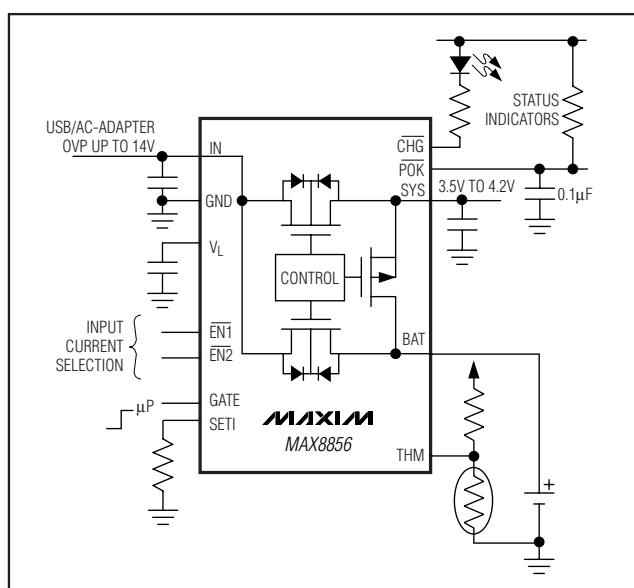 USB/AC-ADAPTER
OVP UP TO 14V
IN
GND
VL
INPUT
CURRENT
SELECTION
EN1
EN2
GATE
μP
SETI
CONTROL
MAXIM
MAX8856
CHG
POK
SYS
3.5V TO 4.2V
STATUS
INDICATORS
0.1μF
BAT
THM
+